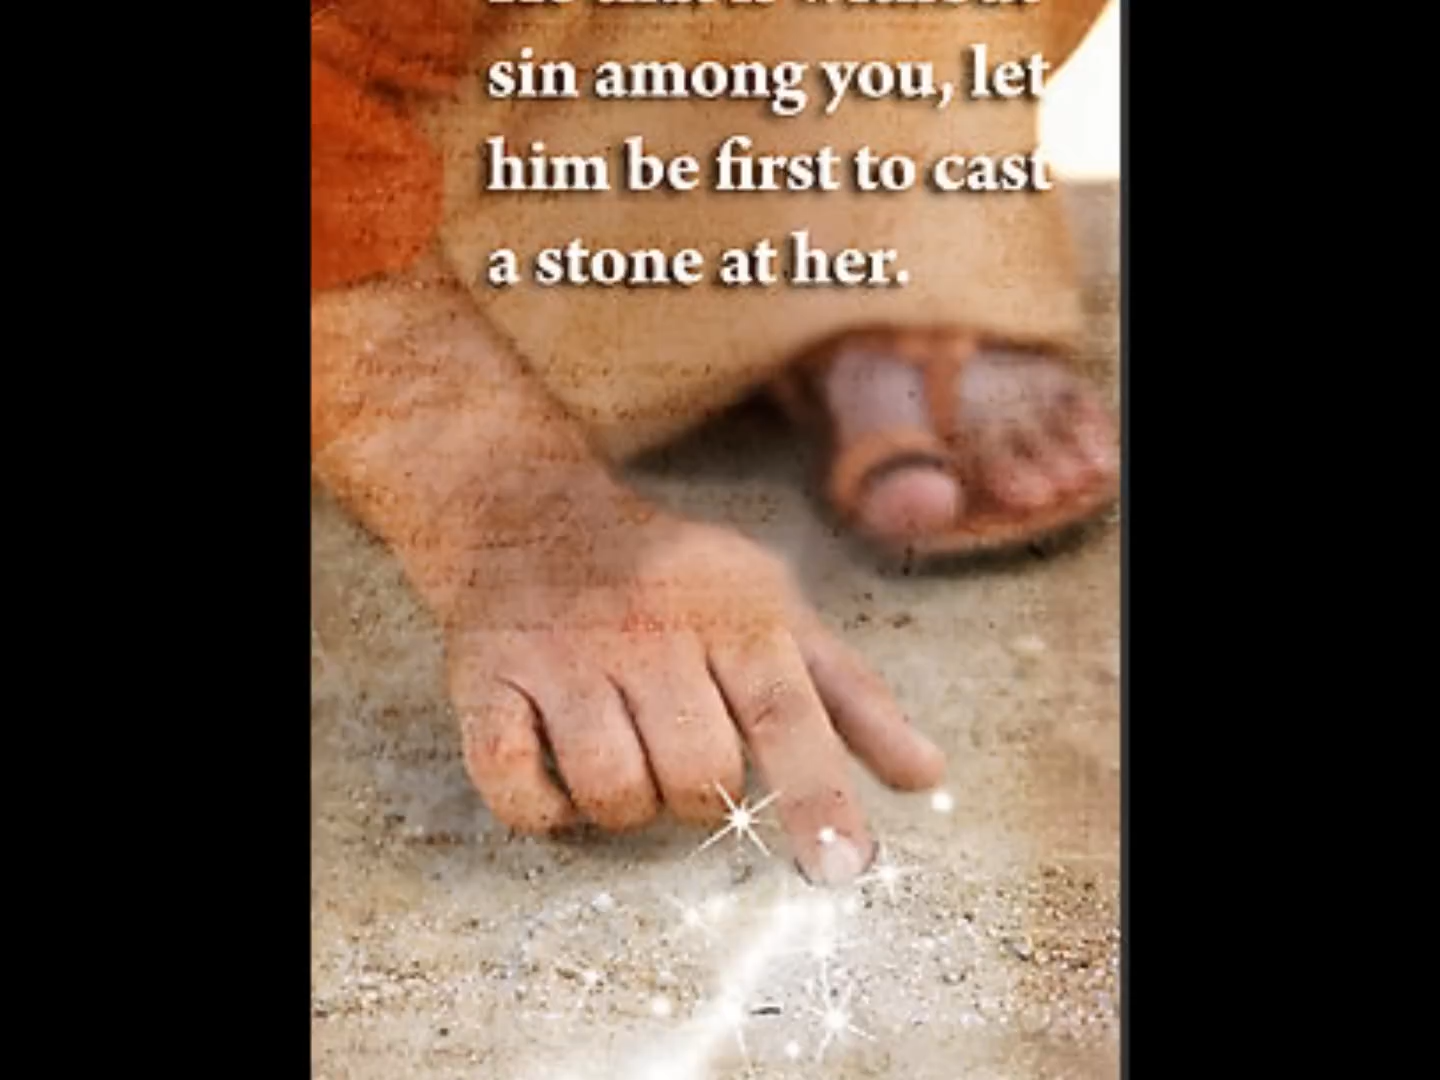 sin among you, let
him be first to cast
a stone at her.